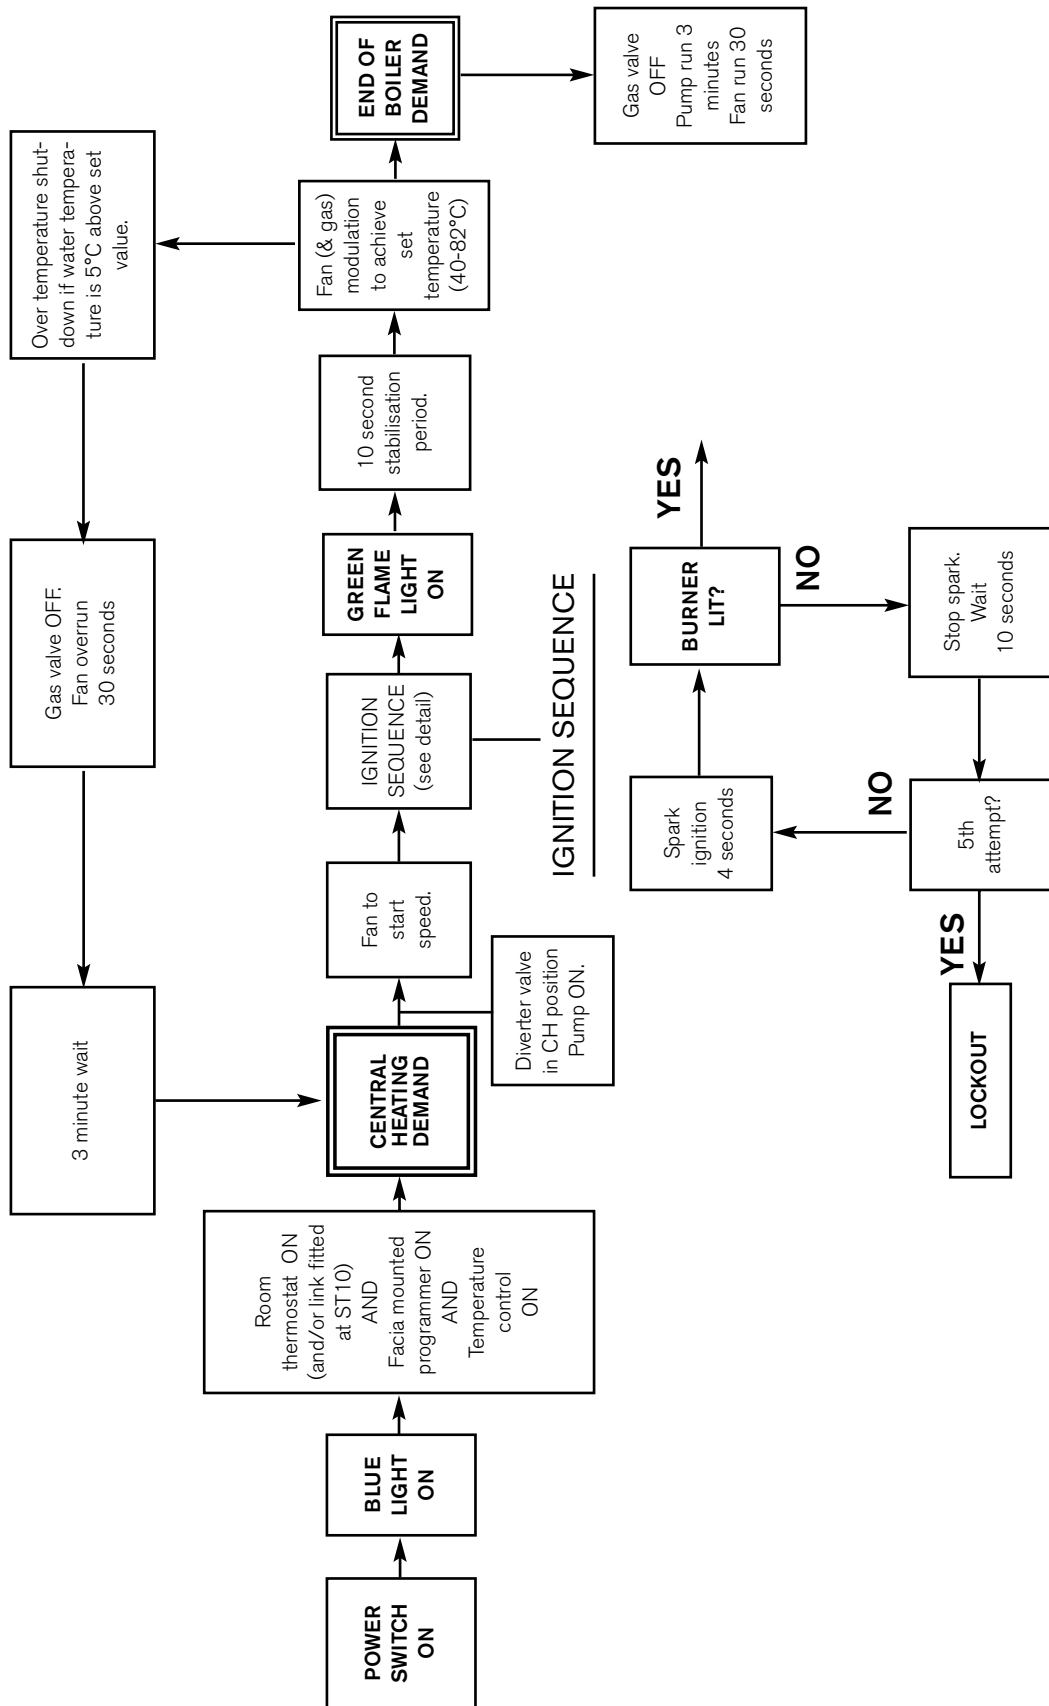 POWER
SWITCH
ON
BLUE
LIGHT
ON
Room
thermostat ON
(and/or link fitted
at ST10)
AND
Facia mounted
programmer ON
AND
Temperature
control
ON
CENTRAL
HEATING
DEMAND
Diverter valve
in CH position
Pump ON.
Fan to
start
speed.
IGNITION
SEQUENCE
(see detail)
GREEN
FLAME
LIGHT
ON
10 second
stabilisation
period.
Fan (& gas)
modulation
to achieve
set
temperature
(40-82°C)
END OF
BOILER
DEMAND
Gas valve
OFF
Pump run 3
minutes
Fan run 30
seconds
Over temperature shut-
down if water tempera-
ture is 5°C above set
value.
Gas valve OFF.
Fan overrun
30 seconds
3 minute wait
IGNITION SEQUENCE
Spark
ignition
4 seconds
BURNER
LIT?
YES
NO
Stop spark.
Wait
10 seconds
5th
attempt?
NO
YES
LOCKOUT